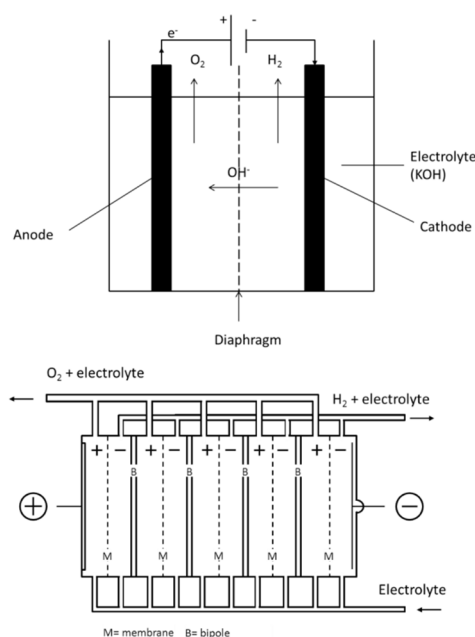 + -
e-
O2 H2
OH-
Electrolyte
(KOH)
Anode
Cathode
Diaphragm
O2 + electrolyte
H2 + electrolyte
+ - + - + - + - + -
B B B B
+ -
M M M M M
Electrolyte
M= membrane B= bipole